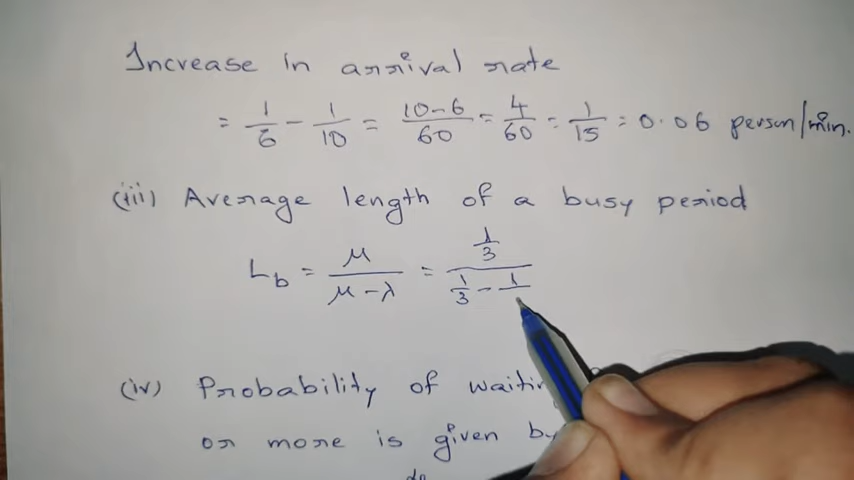 Increase in arrival rate
= 1/6 - 1/10 = 10-6/60 = 4/60 = 1/15 = 0.06 person/min.
(iii) Average length of a busy period
L_b = μ/(μ-λ) = (1/3)/(1/3 - 1/
(iv) Probability of
or more is given by